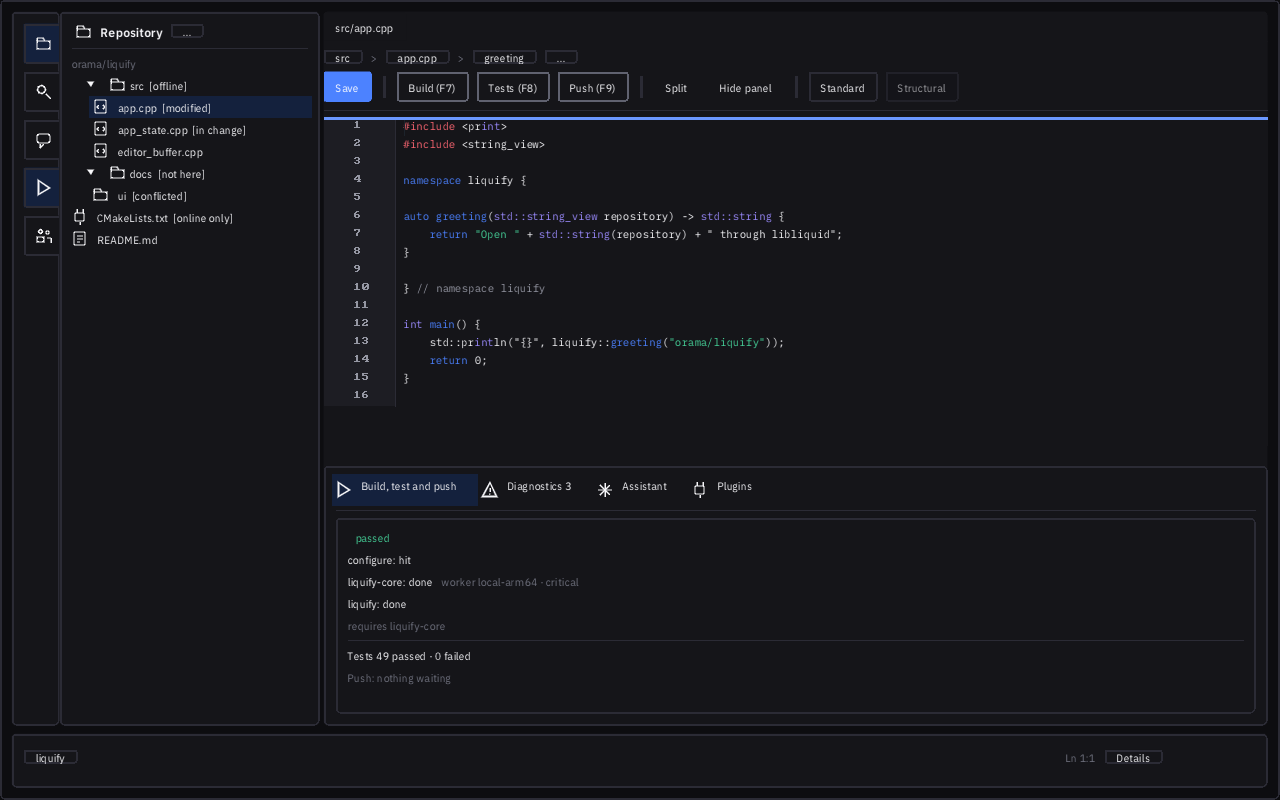 Repository ...
orama/liquify
src [offline]
app.cpp [modified]
app_state.cpp [in change]
editor_buffer.cpp
docs [not here]
ui [conflicted]
CMakeLists.txt [online only]
README.md
src/app.cpp
src > app.cpp > greeting ...
Save Build (F7) Tests (F8) Push (F9) Split Hide panel Standard Structural
1 #include <print>
2 #include <string_view>
3
4 namespace liquify {
5
6 auto greeting(std::string_view repository) -> std::string {
7     return "Open " + std::string(repository) + " through libliquid";
8 }
9
10 } // namespace liquify
11
12 int main() {
13     std::println("{}", liquify::greeting("orama/liquify"));
14     return 0;
15 }
16
Build, test and push Diagnostics 3 Assistant Plugins
passed
configure: hit
liquify-core: done worker local-arm64 · critical
liquify: done
requires liquify-core
Tests 49 passed · 0 failed
Push: nothing waiting
liquify Ln 1:1 Details